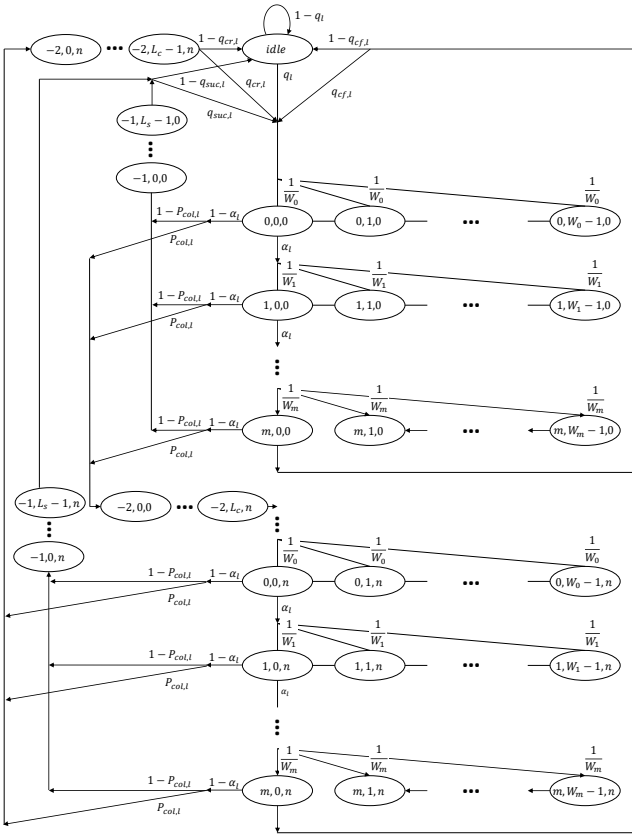 1 − q_l
−2, 0, n ••• −2, L_c − 1, n 1 − q_{cr,l} idle 1 − q_{cf,l}
1 − q_{suc,l} q_{cr,l} q_l q_{cf,l}
q_{suc,l}
−1, L_s − 1,0
−1,0,0
1/W_0 1/W_0 1/W_0
1 − P_{col,l} 1 − α_l 0,0,0 0,1,0 ••• 0, W_0 − 1,0
P_{col,l} α_l
1/W_1 1/W_1 1/W_1
1 − P_{col,l} 1 − α_l 1,0,0 1,1,0 ••• 1, W_1 − 1,0
P_{col,l} α_l
1/W_m 1/W_m 1/W_m
1 − P_{col,l} 1 − α_l m, 0,0 m, 1,0 ••• m, W_m − 1,0
P_{col,l}
−1, L_s − 1, n −2,0,0 ••• −2, L_c, n
−1,0, n
1/W_0 1/W_0 1/W_0
1 − P_{col,l} 1 − α_l 0,0, n 0,1, n ••• 0, W_0 − 1, n
P_{col,l} α_l
1/W_1 1/W_1 1/W_1
1 − P_{col,l} 1 − α_l 1,0, n 1,1, n ••• 1, W_1 − 1, n
P_{col,l} α_l
1/W_m 1/W_m 1/W_m
1 − P_{col,l} 1 − α_l m, 0, n m, 1, n ••• m, W_m − 1, n
P_{col,l}